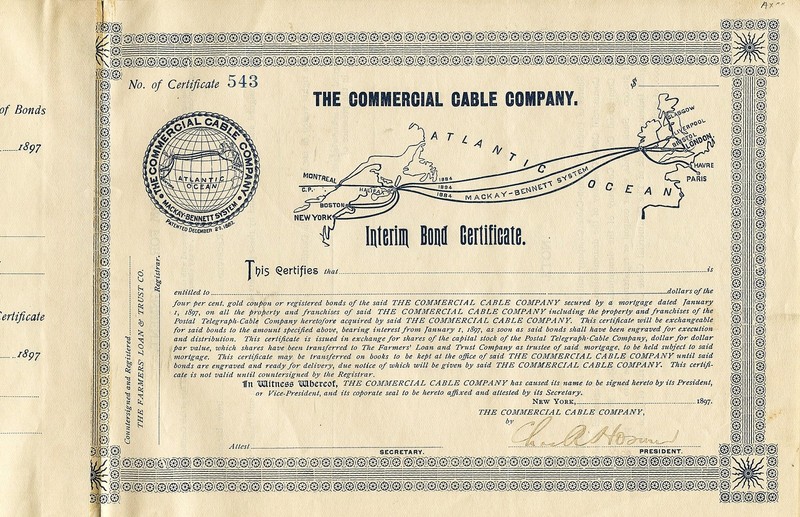 of Bonds
1897
ertificate
1897
No. of Certificate 543
$
THE COMMERCIAL CABLE COMPANY.
THE COMMERCIAL CABLE COMPANY
ATLANTIC OCEAN
MACKAY-BENNETT SYSTEM
PATENTED DECEMBER 25, 1883.
ATLANTIC OCEAN
MONTREAL
C.P.
HALIFAX
BOSTON
NEW YORK
1884
1894
1884
MACKAY-BENNETT SYSTEM
GLASGOW
LIVERPOOL
BRISTOL
LONDON
HAVRE
PARIS
Interim Bond Certificate.
This Certifies that is
entitled to dollars of the
four per cent. gold coupon or registered bonds of the said THE COMMERCIAL CABLE COMPANY secured by a mortgage dated January
1, 1897, on all the property and franchises of said THE COMMERCIAL CABLE COMPANY including the property and franchises of the
Postal Telegraph-Cable Company heretofore acquired by said THE COMMERCIAL CABLE COMPANY. This certificate will be exchangeable
for said bonds to the amount specified above, bearing interest from January 1, 1897, as soon as said bonds shall have been engraved for execution
and distribution. This certificate is issued in exchange for shares of the capital stock of the Postal Telegraph-Cable Company, dollar for dollar
par value, which shares have been transferred to The Farmers' Loan and Trust Company as trustee of said mortgage, to be held subject to said
mortgage. This certificate may be transferred on books to be kept at the office of said THE COMMERCIAL CABLE COMPANY until said
bonds are engraved and ready for delivery, due notice of which will be given by said THE COMMERCIAL CABLE COMPANY. This certifi-
cate is not valid until countersigned by the Registrar.
In Witness Whereof, THE COMMERCIAL CABLE COMPANY has caused its name to be signed hereto by its President,
or Vice-President, and its coporate seal to be hereto affixed and attested by its Secretary.
NEW YORK, 1897.
THE COMMERCIAL CABLE COMPANY,
by Chas R Hosmer
Attest
SECRETARY.
PRESIDENT.
Countersigned and Registered
THE FARMERS LOAN & TRUST CO.
Registrar.